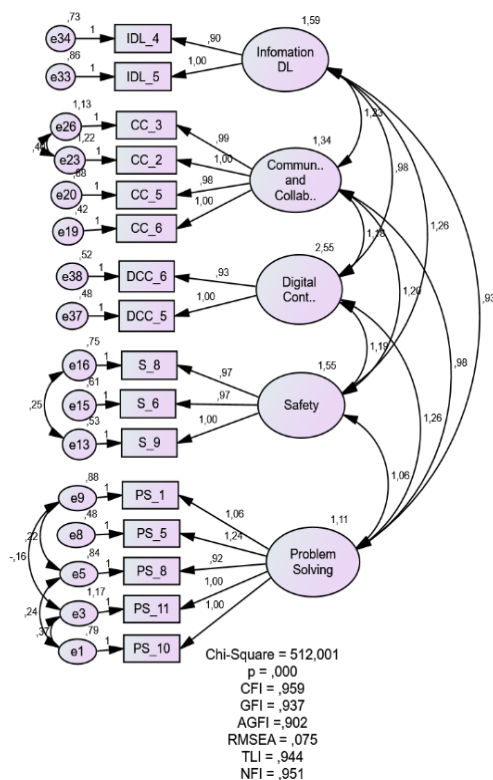 ,73
1,59
e34
1
IDL_4
,90
Infomation
DL
,86
e33
1
IDL_5
1,00
1,13
e26
1
CC_3
,99
1,23
,98
1,22
e23
1
CC_2
1,00
1,34
Commun..
and
Collab..
e20
1
CC_5
,98
1,26
,42
e19
1
CC_6
1,00
1,18
2,55
,52
e38
1
DCC_6
,93
Digital
Cont..
1,26
,93
,48
e37
1
DCC_5
1,00
,75
e16
1
S_8
,97
1,19
,98
1,55
,61
e15
1
S_6
,97
Safety
1,26
,25
,53
e13
1
S_9
1,00
,88
e9
1
PS_1
1,06
1,06
1,11
,48
e8
1
PS_5
1,24
Problem
Solving
,22
-,16
,84
e5
1
PS_8
,92
1,17
e3
1
PS_11
1,00
,24
,37
,79
e1
1
PS_10
1,00
Chi-Square = 512,001
p = ,000
CFI = ,959
GFI = ,937
AGFI = ,902
RMSEA = ,075
TLI = ,944
NFI = ,951